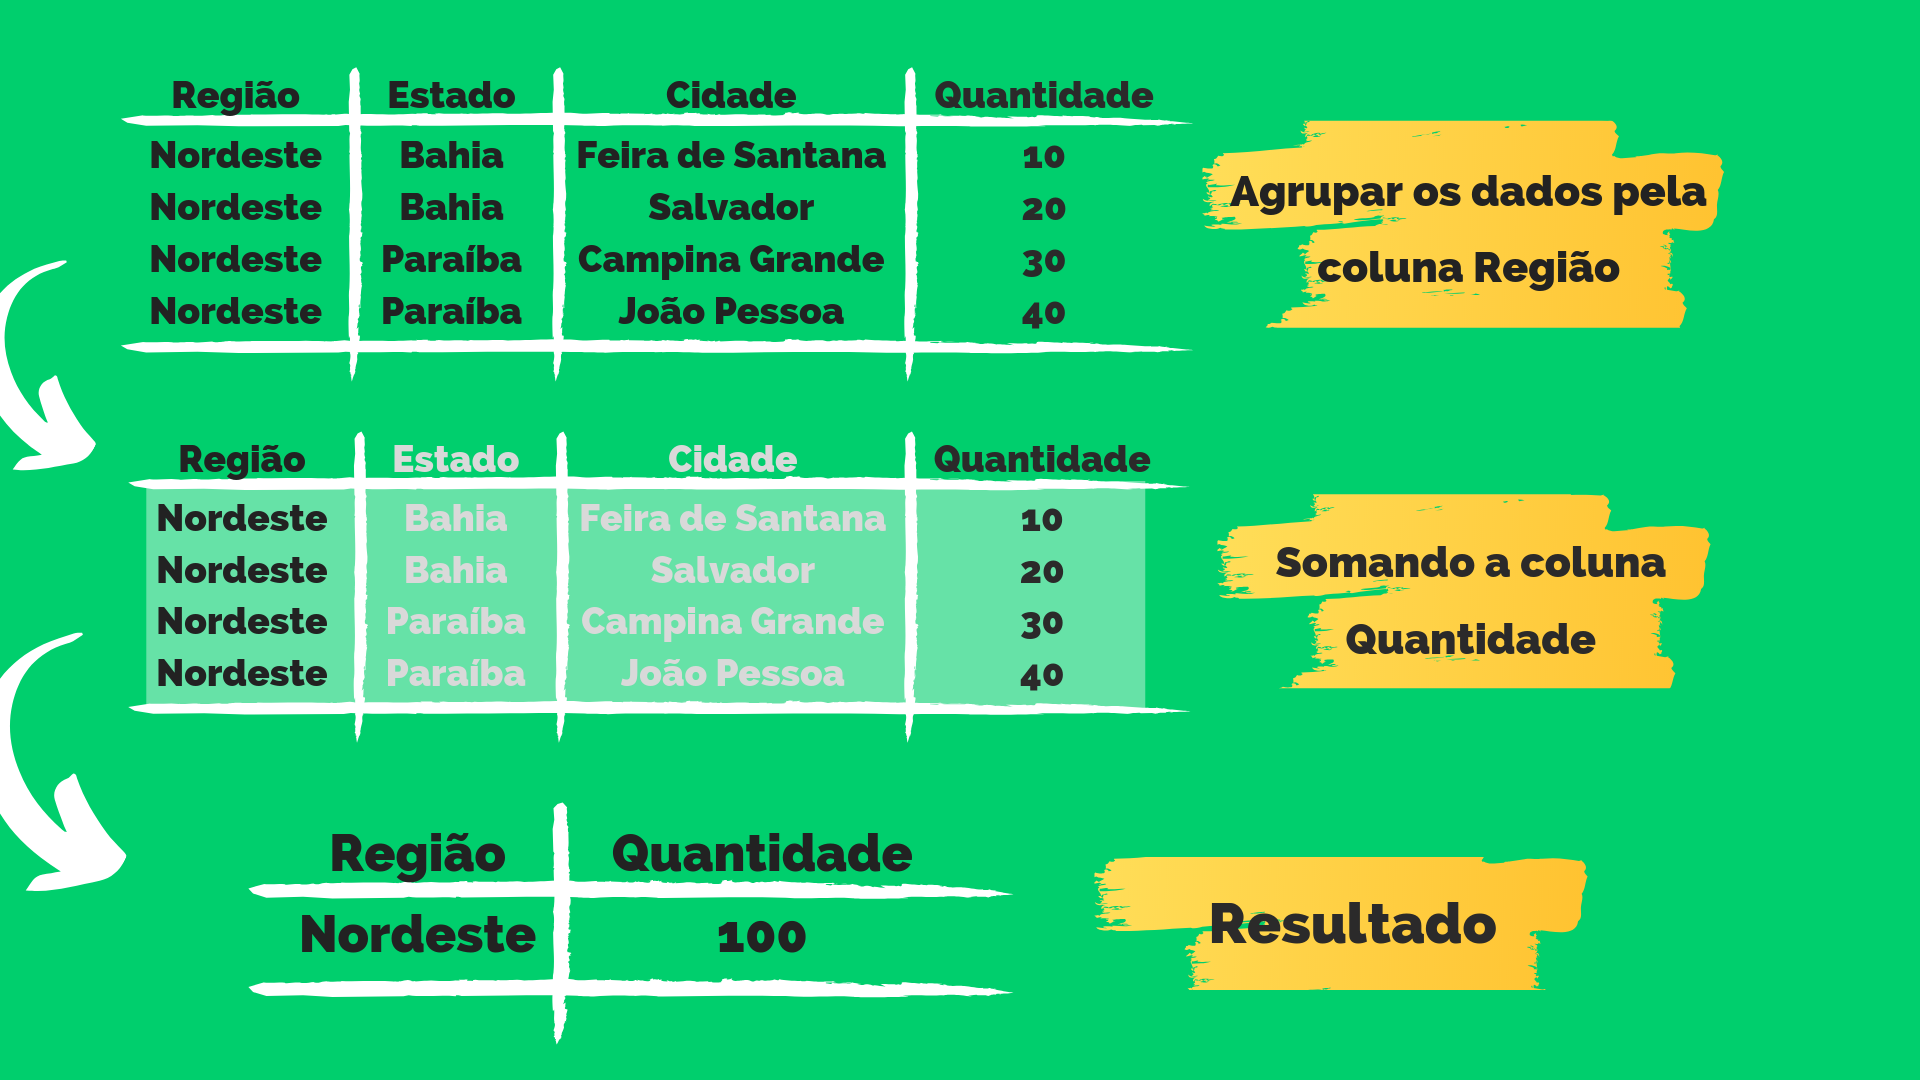 Região Estado Cidade Quantidade
Nordeste Bahia Feira de Santana 10
Nordeste Bahia Salvador 20
Nordeste Paraíba Campina Grande 30
Nordeste Paraíba João Pessoa 40
Agrupar os dados pela
coluna Região
Região Estado Cidade Quantidade
Nordeste Bahia Feira de Santana 10
Nordeste Bahia Salvador 20
Nordeste Paraíba Campina Grande 30
Nordeste Paraíba João Pessoa 40
Somando a coluna
Quantidade
Região Quantidade
Nordeste 100
Resultado